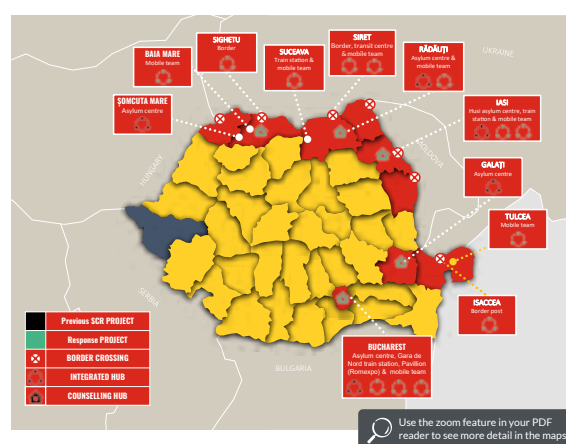 SIGHETU
Border
SIRET
Border, transit centre
& mobile team
BAIA MARE
Mobile team
SUCEAVA
Train station &
mobile team
RĂDĂUȚI
Asylum centre &
mobile team
UKRAINE
ȘOMCUTA MARE
Asylum centre
IASI
Husi asylum centre, train
station & mobile team
MOLDOVA
HUNGARY
GALAȚI
Asylum centre
TULCEA
Mobile team
SERBIA
ISACCEA
Border post
Previous SCR PROJECT
Response PROJECT
BORDER CROSSING
INTEGRATED HUB
COUNSELLING HUB
BUCHAREST
Asylum centre, Gara de
Nord train station, Pavillion
(Romexpo) & mobile team
BULGARIA
Use the zoom feature in your PDF
reader to see more detail in the maps